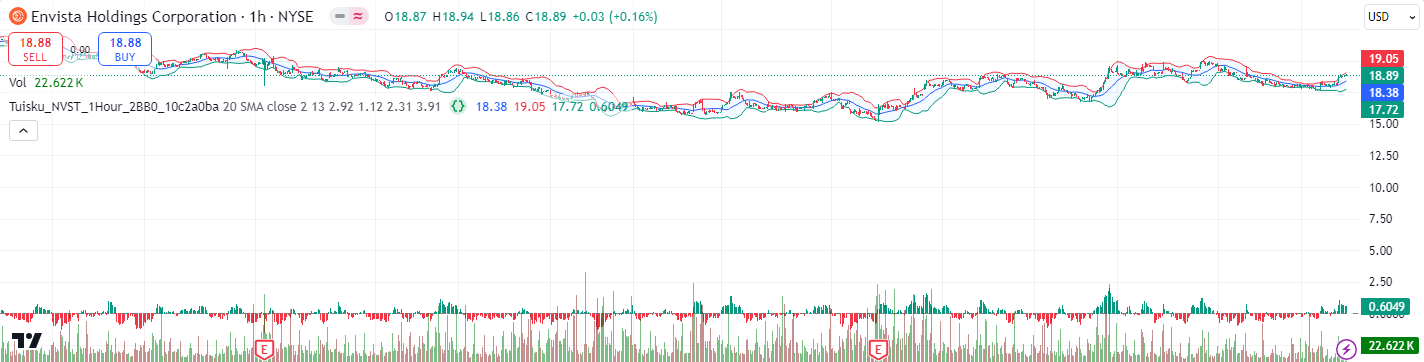 Envista Holdings Corporation · 1h · NYSE O18.87 H18.94 L18.86 C18.89 +0.03 (+0.16%)
USD
18.88 SELL
0.00
18.88 BUY
Vol 22.622 K
Tuisku_NVST_1Hour_2BB0_10c2a0ba 20 SMA close 2 13 2.92 1.12 2.31 3.91 {} 18.38 19.05 17.72 0.6049
19.05
18.89
18.38
17.72
15.00
12.50
10.00
7.50
5.00
2.50
0.6049
0.0000
22.622 K
E
E